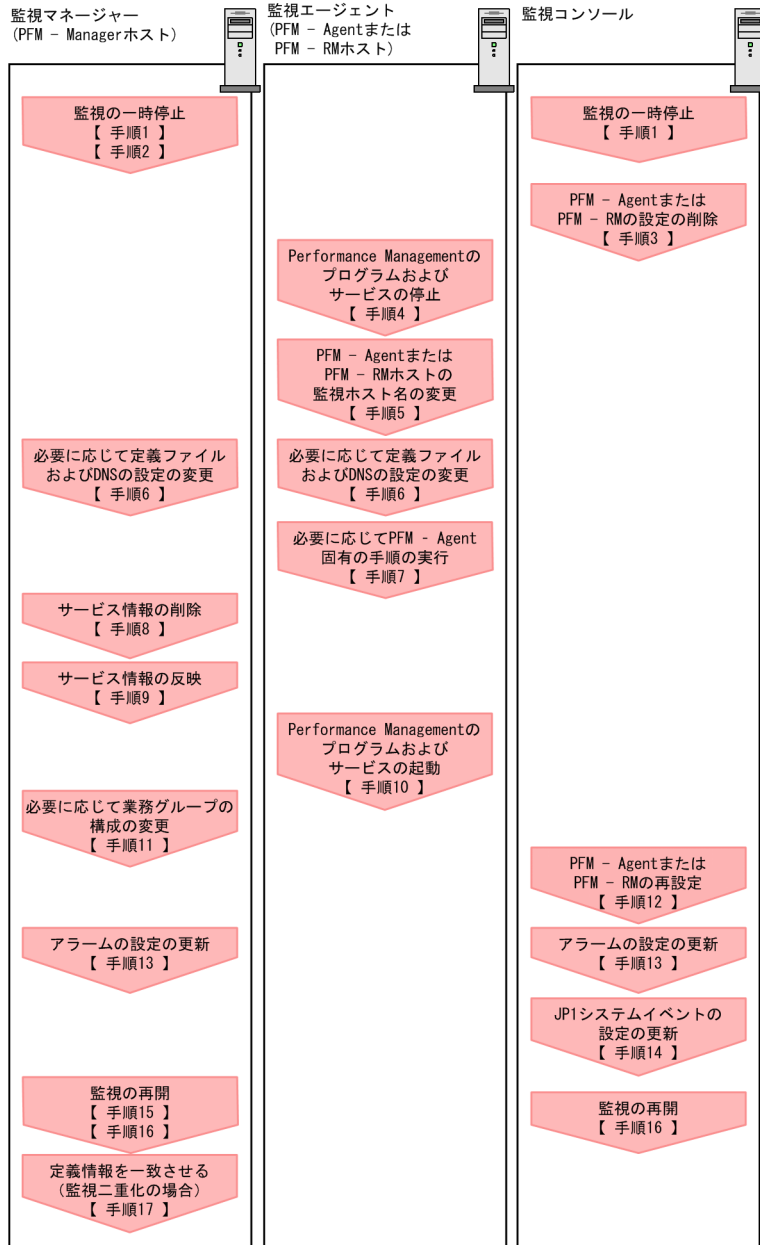 監視マネージャー
(PFM － Managerホスト)
監視エージェント
(PFM － Agentまたは
PFM － RMホスト)
監視コンソール
監視の一時停止
【 手順1 】
【 手順2 】
監視の一時停止
【 手順1 】
PFM － Agentまたは
PFM － RMの設定の削除
【 手順3 】
Performance Managementの
プログラムおよび
サービスの停止
【 手順4 】
PFM － Agentまたは
PFM － RMホストの
監視ホスト名の変更
【 手順5 】
必要に応じて定義ファイル
およびDNSの設定の変更
【 手順6 】
必要に応じて定義ファイル
およびDNSの設定の変更
【 手順6 】
必要に応じてPFM - Agent
固有の手順の実行
【 手順7 】
サービス情報の削除
【 手順8 】
サービス情報の反映
【 手順9 】
Performance Managementの
プログラムおよび
サービスの起動
【 手順10 】
必要に応じて業務グループの
構成の変更
【 手順11 】
PFM － Agentまたは
PFM － RMの再設定
【 手順12 】
アラームの設定の更新
【 手順13 】
アラームの設定の更新
【 手順13 】
JP1システムイベントの
設定の更新
【 手順14 】
監視の再開
【 手順15 】
【 手順16 】
監視の再開
【 手順16 】
定義情報を一致させる
(監視二重化の場合)
【 手順17 】